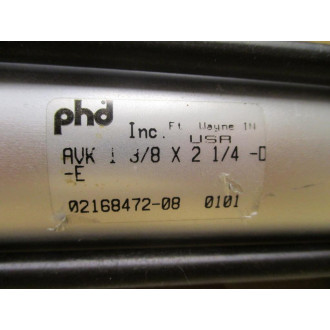 phd
Inc. Ft. Wayne IN
USA
AVK 1 3/8 X 2 1/4 -D
-E
02168472-08 0101